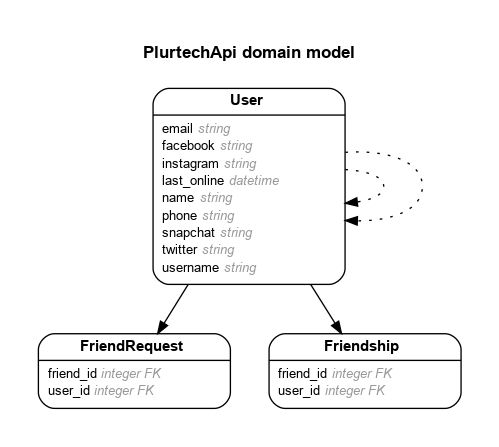 PlurtechApi domain model
User
email string
facebook string
instagram string
last_online datetime
name string
phone string
snapchat string
twitter string
username string
FriendRequest
friend_id integer FK
user_id integer FK
Friendship
friend_id integer FK
user_id integer FK